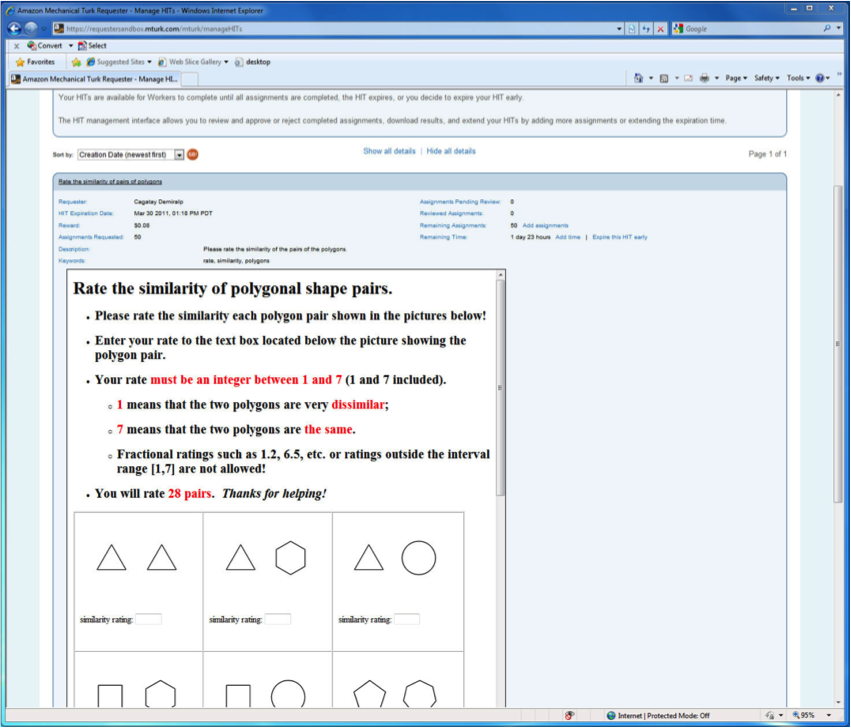 Amazon Mechanical Turk Requester - Manage HITs - Windows Internet Explorer
https://requestersandbox.mturk.com/mturk/manageHITs
Google
Convert
Select
Favorites
Suggested Sites
Web Slice Gallery
desktop
Amazon Mechanical Turk Requester - Manage HI...
Page
Safety
Tools
Your HITs are available for Workers to complete until all assignments are completed, the HIT expires, or you decide to expire your HIT early.
The HIT management interface allows you to review and approve or reject completed assignments, download results, and extend your HITs by adding more assignments or extending the expiration time.
Sort by: Creation Date (newest first)
Show all details | Hide all details
Page 1 of 1
Rate the similarity of pairs of polygons
Requester: Cagatay Demiralp
Assignments Pending Review: 0
HIT Expiration Date: Mar 30 2011, 01:18 PM PDT
Reviewed Assignments: 0
Reward: $0.08
Remaining Assignments: 50 Add assignments
Assignments Requested: 50
Remaining Time: 1 day 23 hours Add time | Expire this HIT early
Description: Please rate the similarity of the pairs of the polygons.
Keywords: rate, similarity, polygons
Rate the similarity of polygonal shape pairs.
• Please rate the similarity each polygon pair shown in the pictures below!
• Enter your rate to the text box located below the picture showing the
polygon pair.
• Your rate must be an integer between 1 and 7 (1 and 7 included).
○ 1 means that the two polygons are very dissimilar;
○ 7 means that the two polygons are the same.
○ Fractional ratings such as 1.2, 6.5, etc. or ratings outside the interval
range [1,7] are not allowed!
• You will rate 28 pairs. Thanks for helping!
similarity rating:
similarity rating:
similarity rating:
Internet | Protected Mode: Off
95%